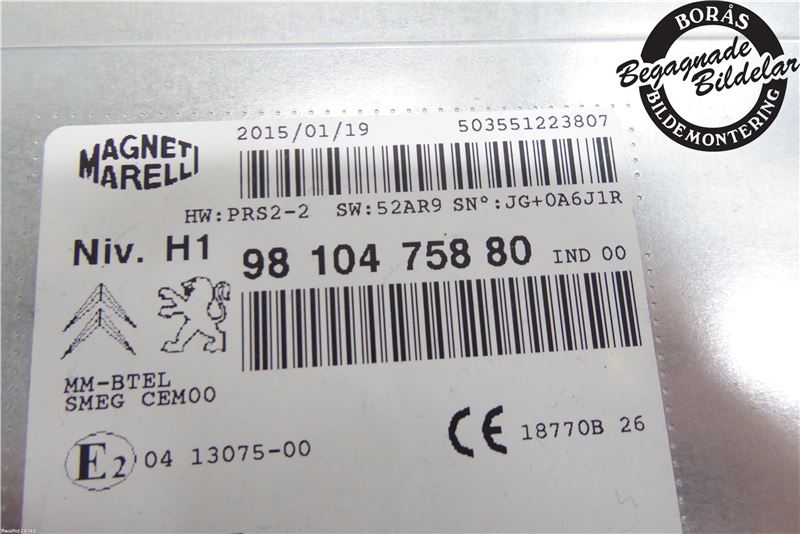 BORÅS
Begagnade
Bildelar
BILDEMONTERING
2015/01/19 503551223807
MAGNETI
MARELLI
HW:PRS2-2 SW:52AR9 SN°:JG+0A6J1R
Niv. H1 98 104 758 80 IND 00
MM-BTEL
SMEG CEM00
E2 04 13075-00
CE 18770B 26